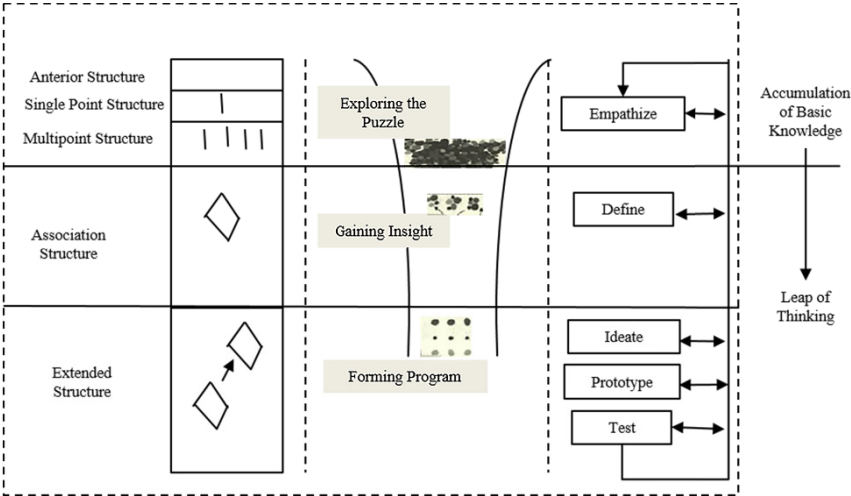 Anterior Structure
Single Point Structure
Multipoint Structure
Association
Structure
Extended
Structure
Exploring the
Puzzle
Gaining Insight
Forming Program
Empathize
Define
Ideate
Prototype
Test
Accumulation
of Basic
Knowledge
Leap of
Thinking